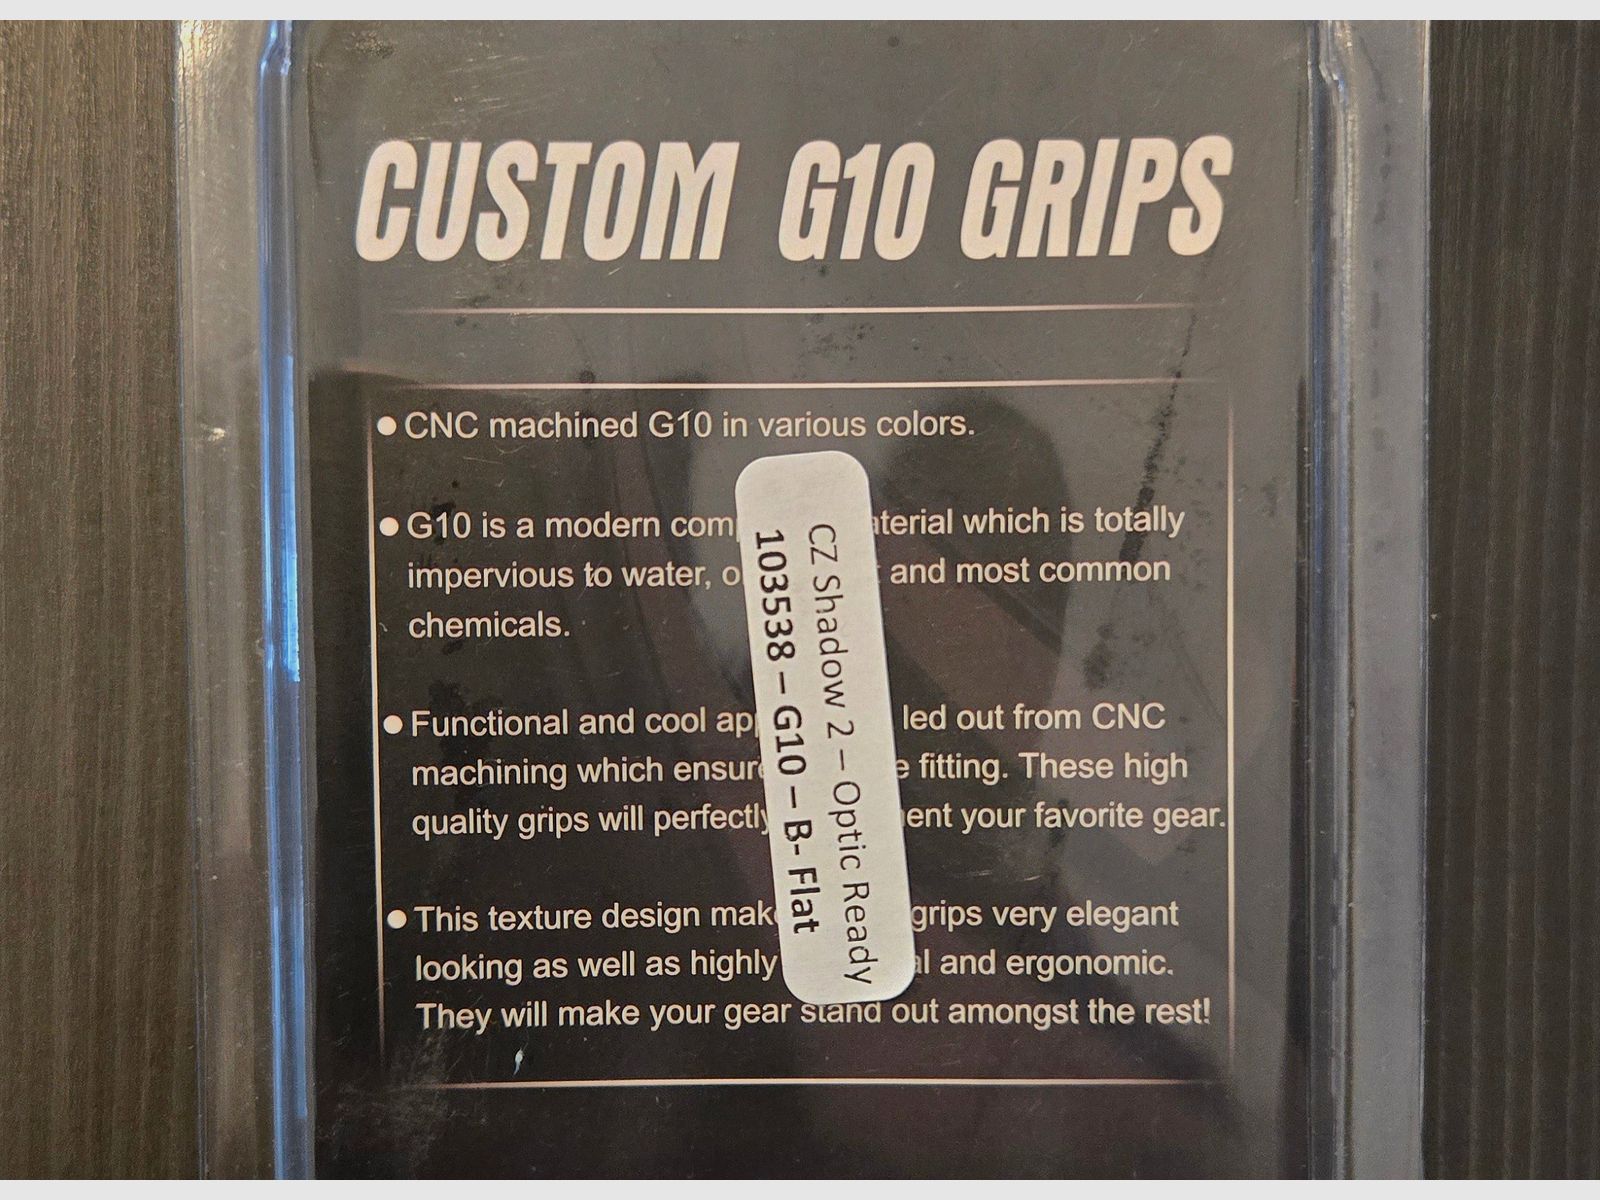 CUSTOM G10 GRIPS
CNC machined G10 in various colors.
G10 is a modern com aterial which is totally
impervious to water, o and most common
chemicals.
Functional and cool ap led out from CNC
machining which ensure e fitting. These high
quality grips will perfectly ent your favorite gear.
This texture design make grips very elegant
looking as well as highly al and ergonomic.
They will make your gear stand out amongst the rest!
CZ Shadow 2 – Optic Ready
103538 – G10 – B- Flat